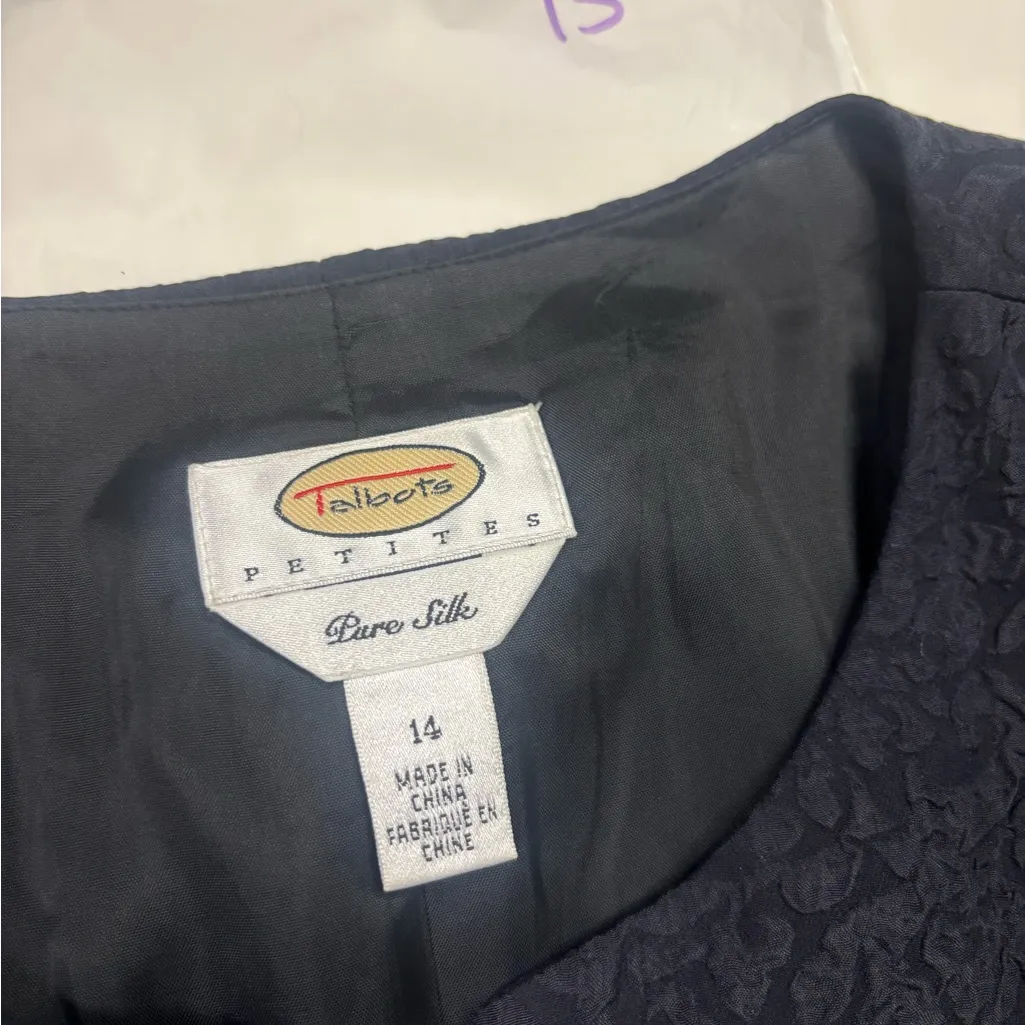 Talbots
PETITES
Pure Silk
14
MADE IN
CHINA
FABRIQUÉ EN
CHINE